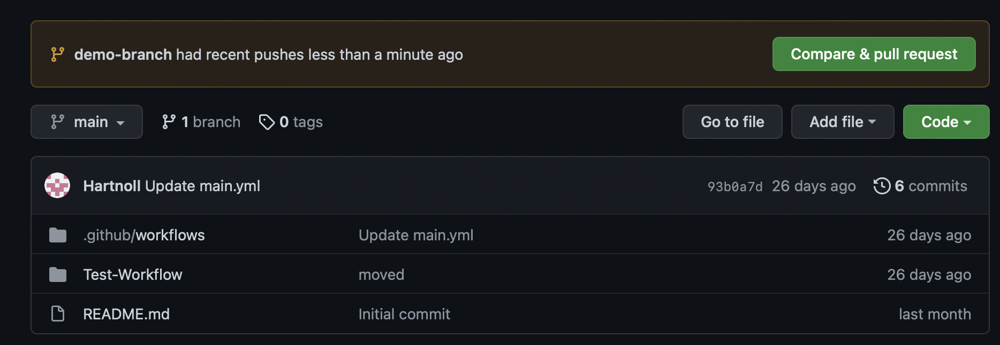 demo-branch had recent pushes less than a minute ago
Compare & pull request
main
1 branch
0 tags
Go to file
Add file
Code
Hartnoll Update main.yml
93b0a7d 26 days ago
6 commits
.github/workflows
Update main.yml
26 days ago
Test-Workflow
moved
26 days ago
README.md
Initial commit
last month